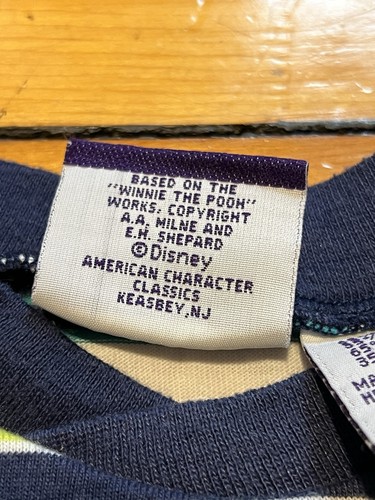 BASED ON THE
"WINNIE THE POOH"
WORKS; COPYRIGHT
A.A. MILNE AND
E.H. SHEPARD
©Disney
AMERICAN CHARACTER
CLASSICS
KEASBEY, NJ